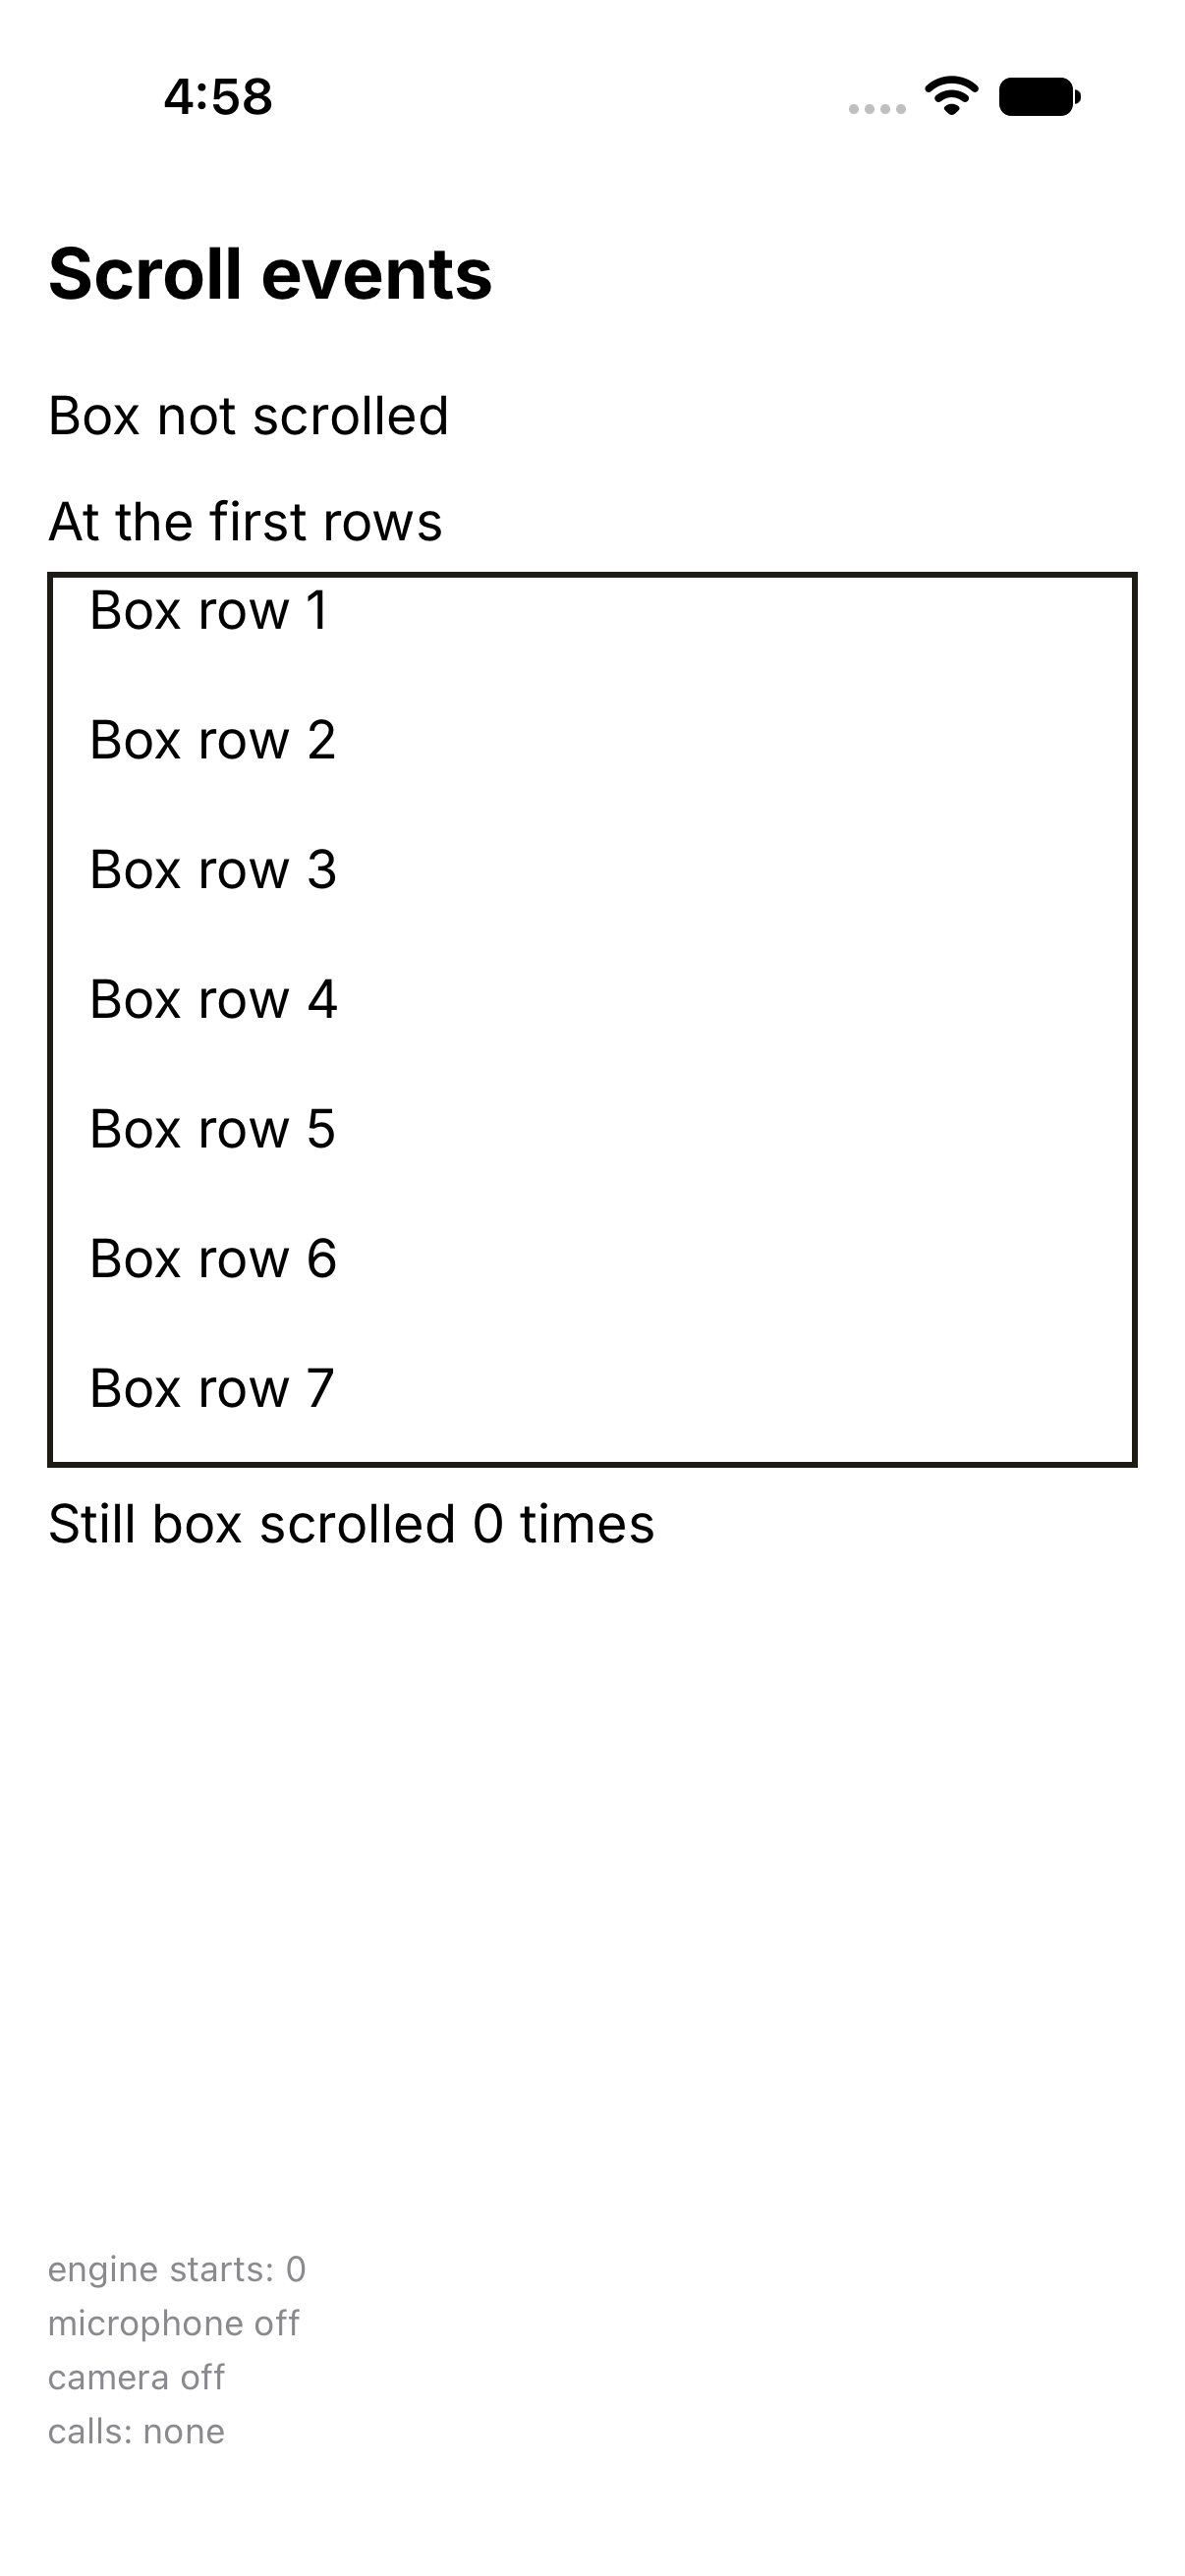 4:58
Scroll events
Box not scrolled
At the first rows
Box row 1
Box row 2
Box row 3
Box row 4
Box row 5
Box row 6
Box row 7
Still box scrolled 0 times
engine starts: 0
microphone off
camera off
calls: none